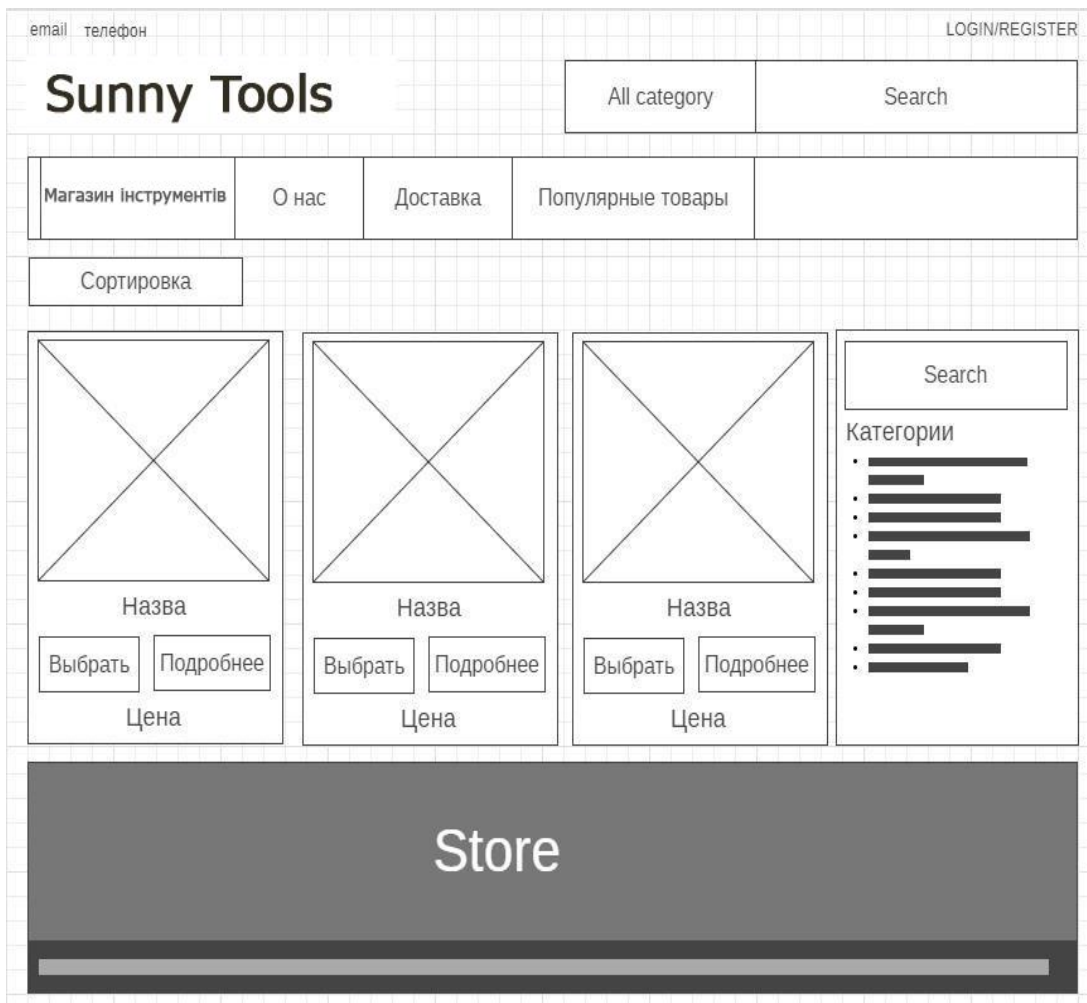 email телефон LOGIN/REGISTER
Sunny Tools
All category Search
Магазин інструментів О нас Доставка Популярные товары
Сортировка
Search
Категории
Назва Назва Назва
Выбрать Подробнее Выбрать Подробнее Выбрать Подробнее
Цена Цена Цена
Store